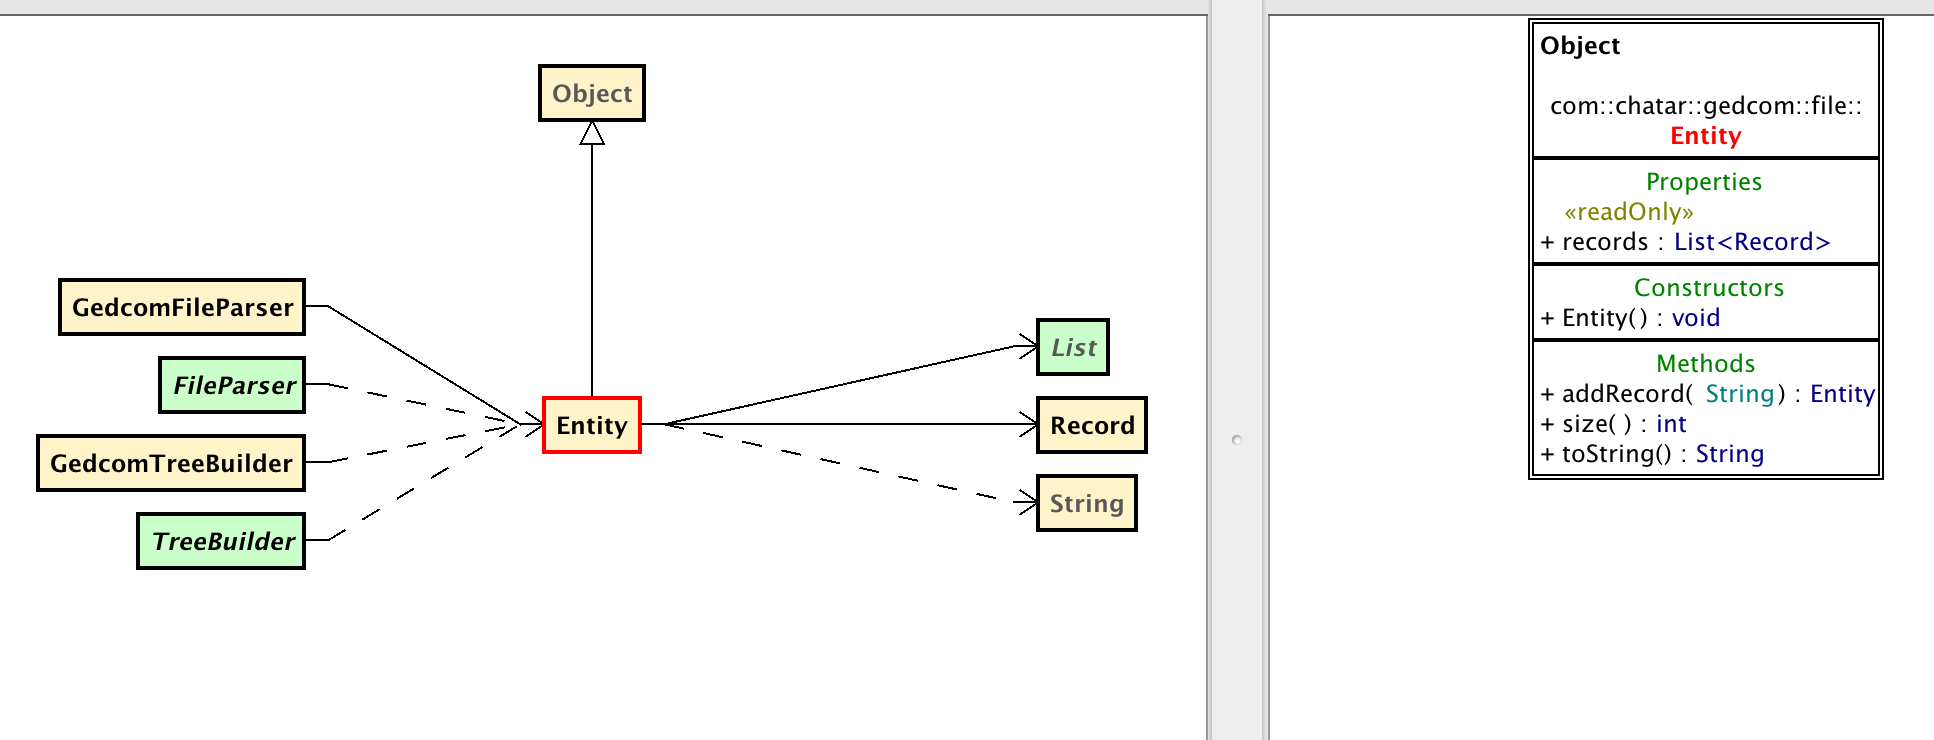 Object
GedcomFileParser
FileParser
GedcomTreeBuilder
TreeBuilder
Entity
List
Record
String
Object
com::chatar::gedcom::file::
Entity
Properties
«readOnly»
+ records : List<Record>
Constructors
+ Entity() : void
Methods
+ addRecord( String) : Entity
+ size( ) : int
+ toString() : String